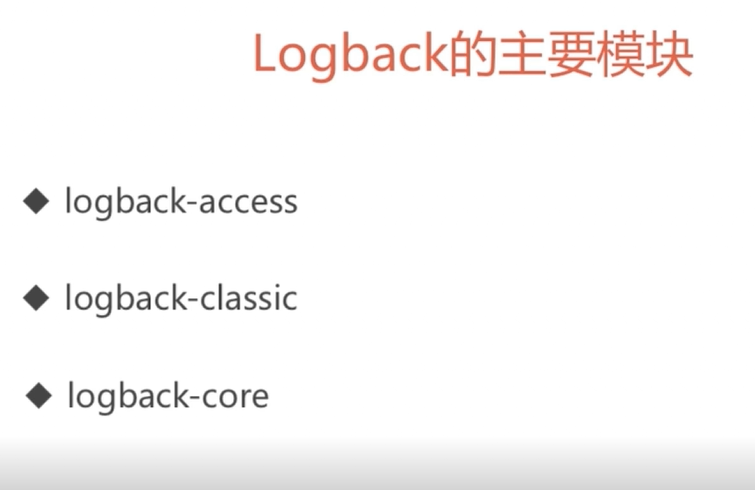 Logback的主要模块
◆ logback-access
◆ logback-classic
◆ logback-core